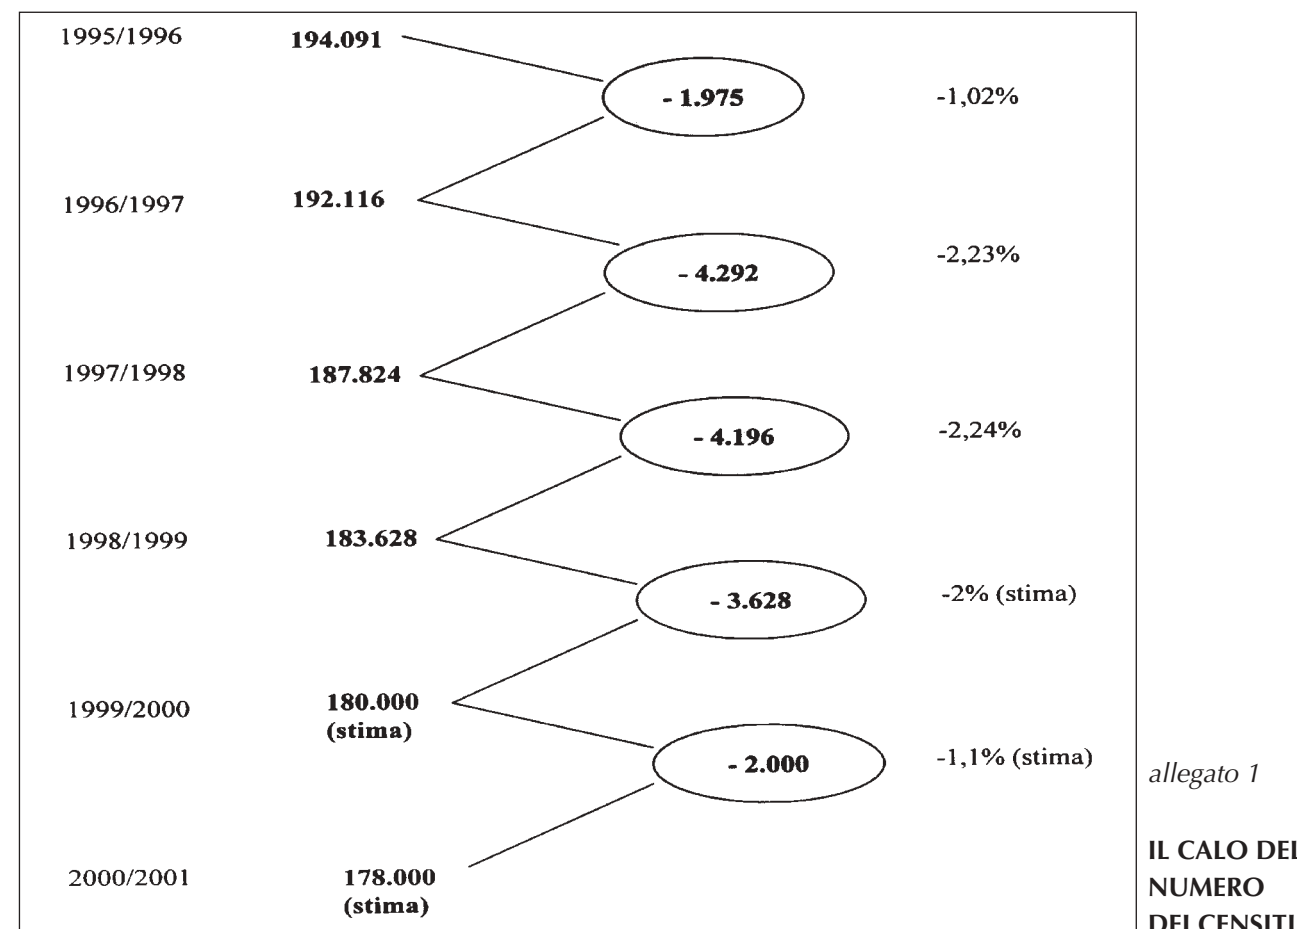 1995/1996 194.091
- 1.975 -1,02%
1996/1997 192.116
- 4.292 -2,23%
1997/1998 187.824
- 4.196 -2,24%
1998/1999 183.628
- 3.628 -2% (stima)
1999/2000 180.000
(stima)
- 2.000 -1,1% (stima)
2000/2001 178.000
(stima)
allegato 1
IL CALO DEL
NUMERO
DEI CENSITI